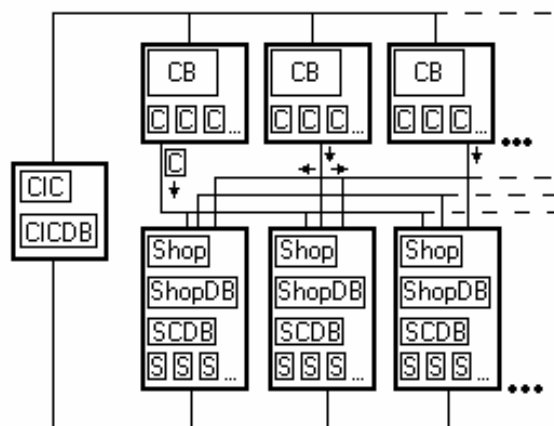 CB CB CB
C C C ... C C C ... C C C ...
C
CIC
CICDB
Shop Shop Shop
ShopDB ShopDB ShopDB
SCDB SCDB SCDB
S S S ... S S S ... S S S ...